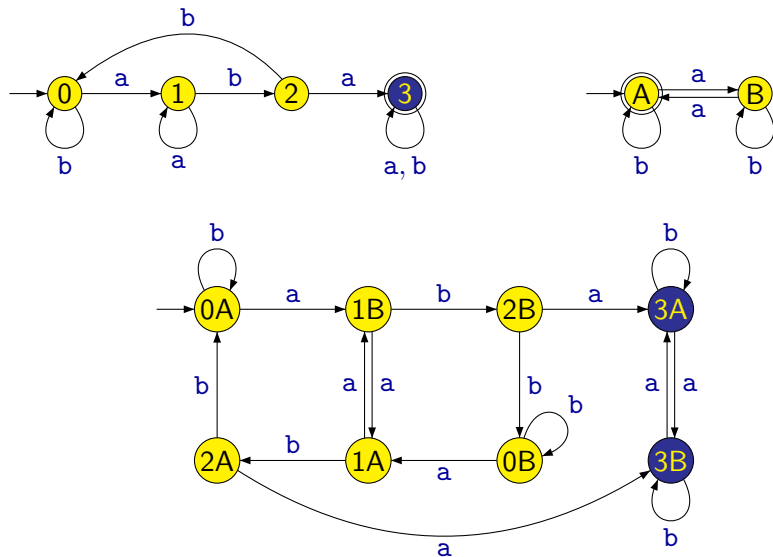 b
0 a 1 b 2 a 3
b a a, b
A a B
a
b b
b b
0A a 1B b 2B a 3A
b a a b b a a
2A b 1A a 0B 3B
a b